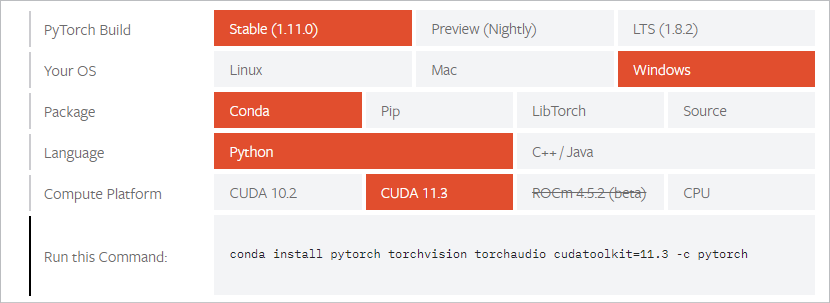 PyTorch Build Stable (1.11.0) Preview (Nightly) LTS (1.8.2)
Your OS Linux Mac Windows
Package Conda Pip LibTorch Source
Language Python C++ / Java
Compute Platform CUDA 10.2 CUDA 11.3 ROCm 4.5.2 (beta) CPU
Run this Command: conda install pytorch torchvision torchaudio cudatoolkit=11.3 -c pytorch